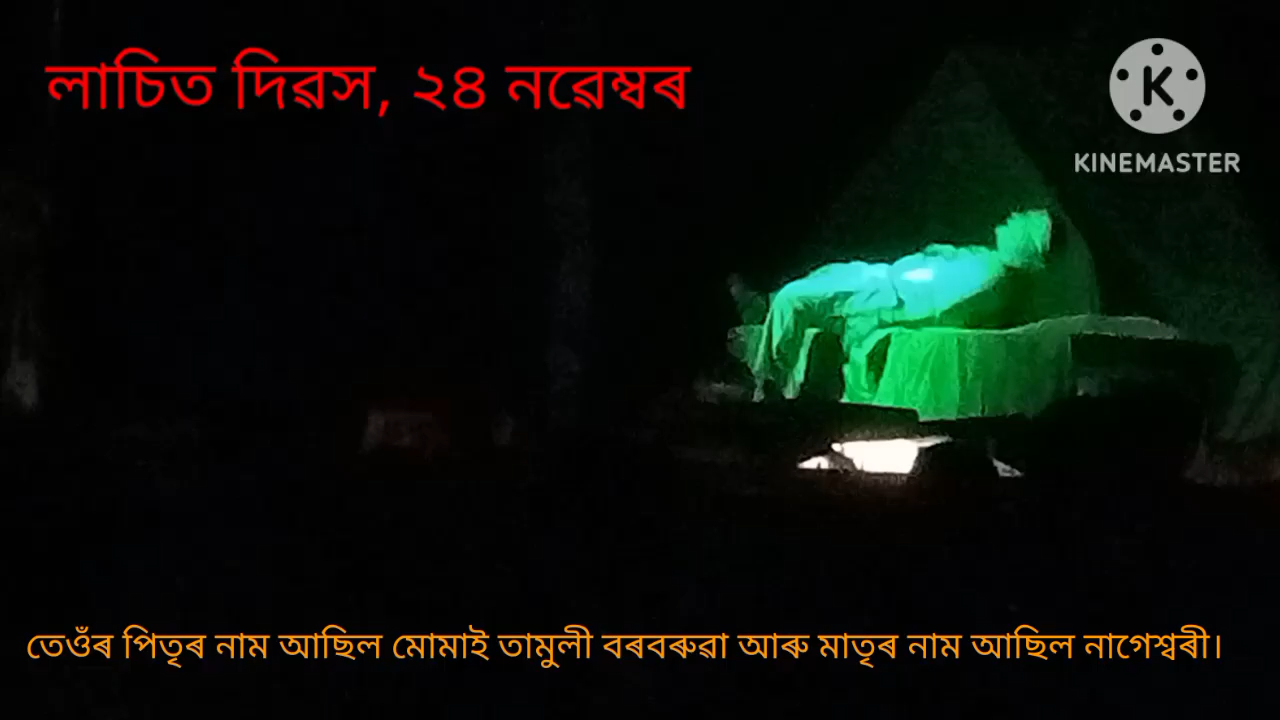 লাচিত দিৱস, ২৪ নৱেম্বৰ
KINEMASTER
তেওঁৰ পিতৃৰ নাম আছিল মোমাই তামুলী বৰবৰুৱা আৰু মাতৃৰ নাম আছিল নাগেশ্বৰী।